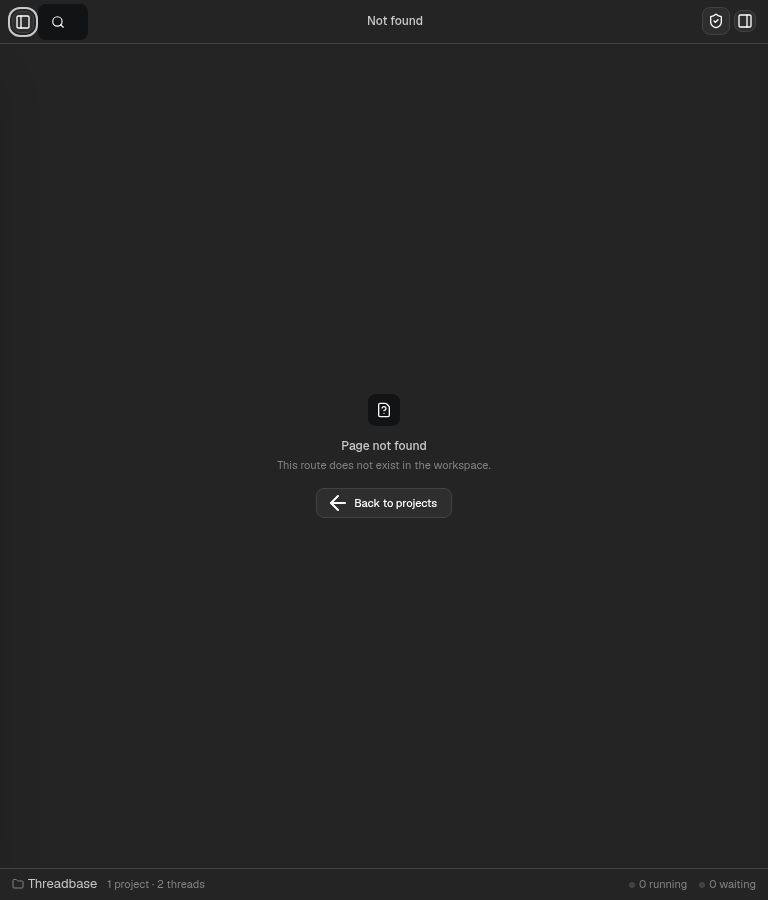 Not found
Page not found
This route does not exist in the workspace.
Back to projects
Threadbase 1 project · 2 threads 0 running 0 waiting